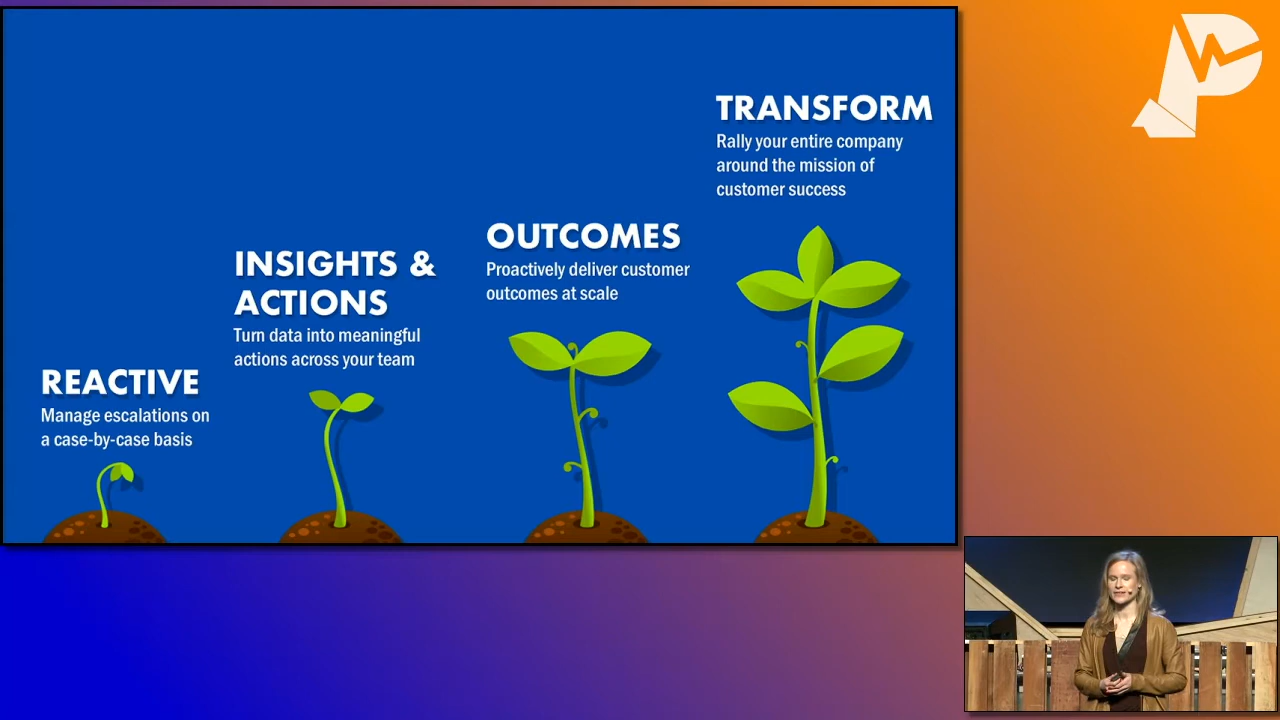 REACTIVE
Manage escalations on
a case-by-case basis
INSIGHTS &
ACTIONS
Turn data into meaningful
actions across your team
OUTCOMES
Proactively deliver customer
outcomes at scale
TRANSFORM
Rally your entire company
around the mission of
customer success